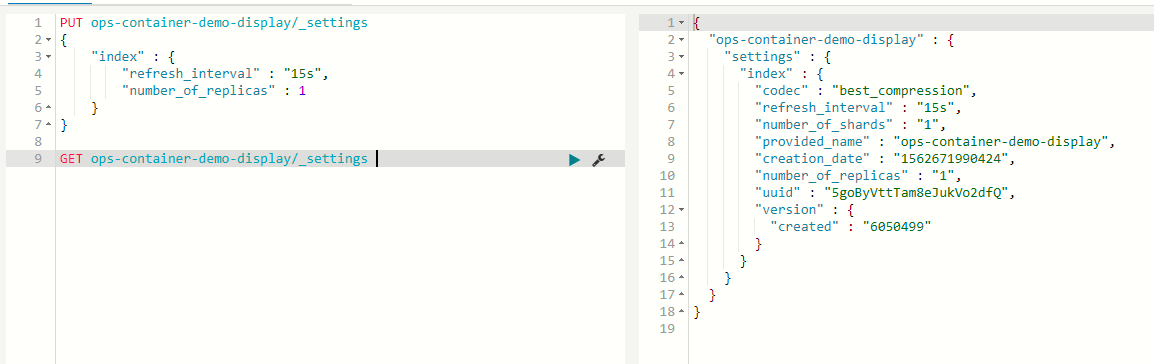 1 PUT ops-container-demo-display/_settings
2 {
3 "index" : {
4 "refresh_interval" : "15s",
5 "number_of_replicas" : 1
6 }
7 }
8
9 GET ops-container-demo-display/_settings
1 {
2 "ops-container-demo-display" : {
3 "settings" : {
4 "index" : {
5 "codec" : "best_compression",
6 "refresh_interval" : "15s",
7 "number_of_shards" : "1",
8 "provided_name" : "ops-container-demo-display",
9 "creation_date" : "1562671990424",
10 "number_of_replicas" : "1",
11 "uuid" : "5goByVttTam8eJukVo2dfQ",
12 "version" : {
13 "created" : "6050499"
14 }
15 }
16 }
17 }
18 }
19